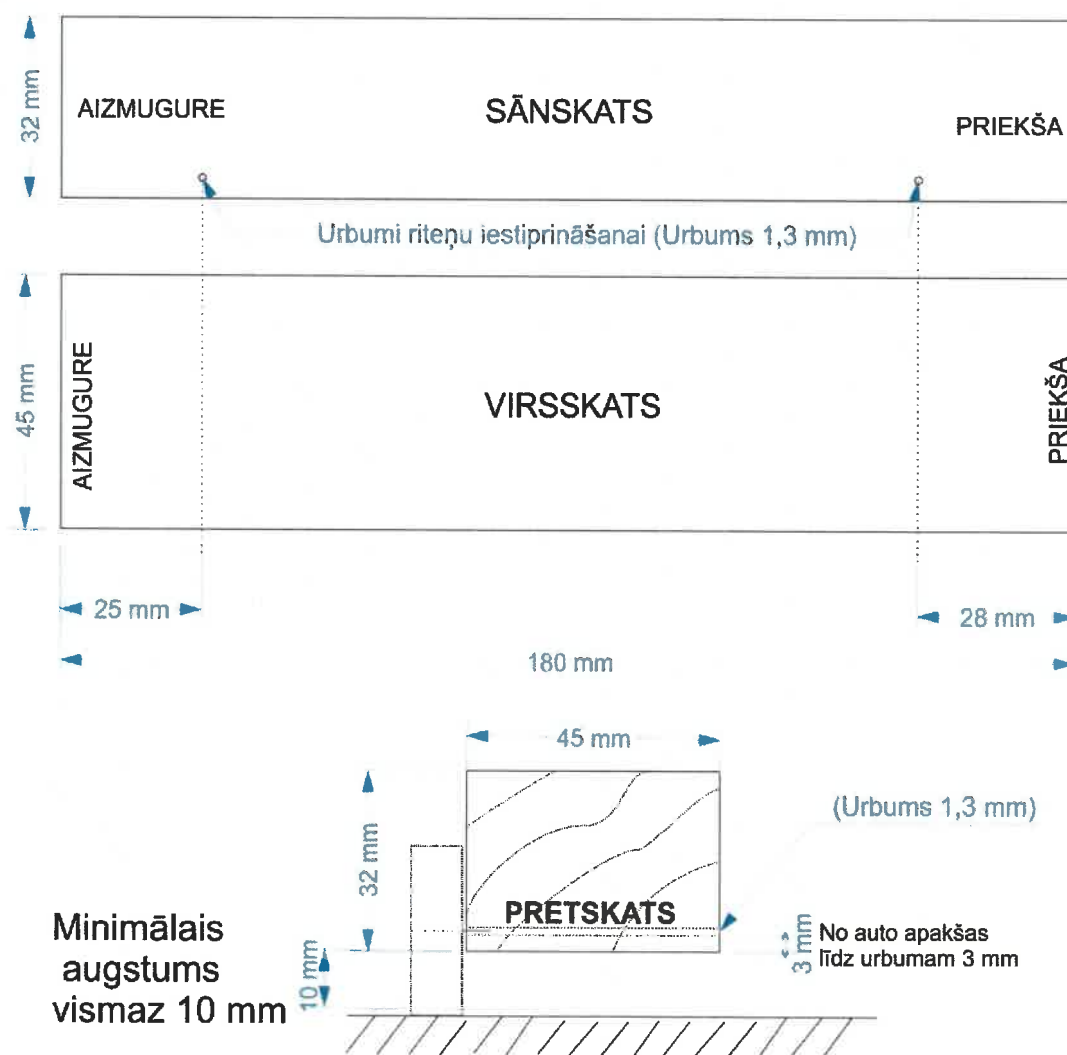 32 mm
AIZMUGURE
SĀNSKATS
PRIEKŠA
Urbumi riteņu iestiprināšanai (Urbums 1,3 mm)
45 mm
AIZMUGURE
VIRSSKATS
PRIEKŠA
25 mm
28 mm
180 mm
45 mm
32 mm
(Urbums 1,3 mm)
PRETSKATS
Minimālais
augstums
vismaz 10 mm
10 mm
3 mm
No auto apakšas
līdz urbumam 3 mm